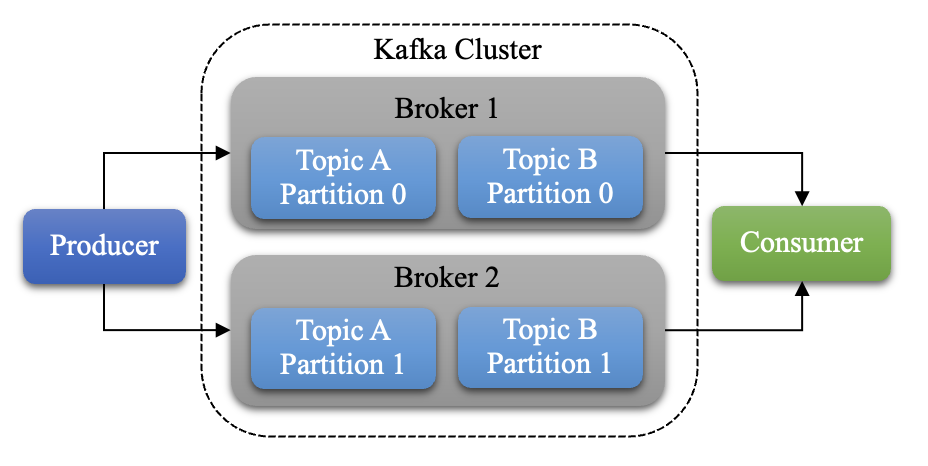 Kafka Cluster
Broker 1
Topic A
Partition 0
Topic B
Partition 0
Producer
Consumer
Broker 2
Topic A
Partition 1
Topic B
Partition 1